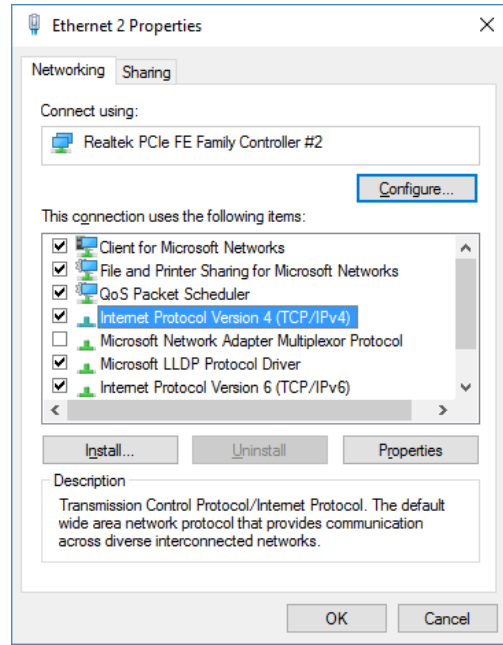 Ethernet 2 Properties
Networking
Sharing
Connect using:
Realtek PCIe FE Family Controller #2
Configure...
This connection uses the following items:
Client for Microsoft Networks
File and Printer Sharing for Microsoft Networks
QoS Packet Scheduler
Internet Protocol Version 4 (TCP/IPv4)
Microsoft Network Adapter Multiplexor Protocol
Microsoft LLDP Protocol Driver
Internet Protocol Version 6 (TCP/IPv6)
Install...
Uninstall
Properties
Description
Transmission Control Protocol/Internet Protocol. The default
wide area network protocol that provides communication
across diverse interconnected networks.
OK
Cancel